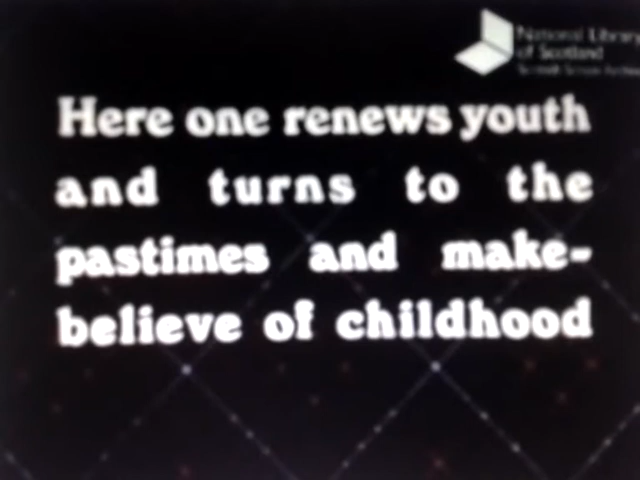 National Library
of Scotland
Here one renews youth
and turns to the
pastimes and make-
believe of childhood